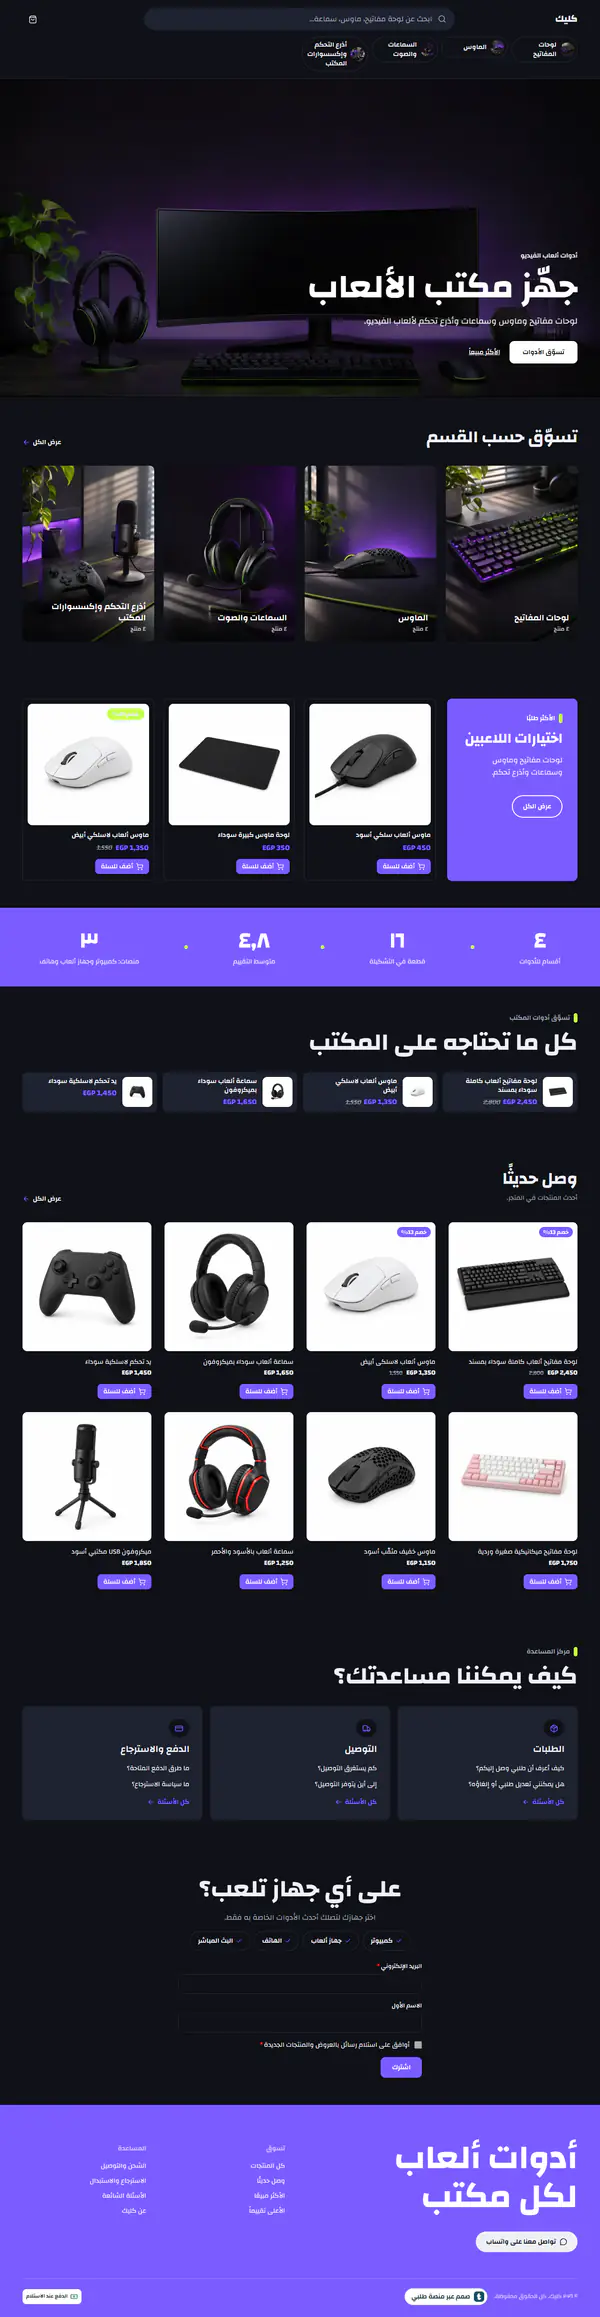 كليك
ابحث عن لوحة مفاتيح، ماوس، سماعة...
لوحات المفاتيح
الماوس
السماعات والصوت
أذرع التحكم وإكسسوارات المكتب
أدوات ألعاب الفيديو
جهّز مكتب الألعاب
لوحات مفاتيح وماوس وسماعات وأذرع تحكم لألعاب الفيديو.
تسوّق الأدوات
الأكثر مبيعاً
تسوّق حسب القسم
عرض الكل
لوحات المفاتيح
٤ منتج
الماوس
٤ منتج
السماعات والصوت
٤ منتج
أذرع التحكم وإكسسوارات المكتب
٤ منتج
الأكثر طلبًا
اختيارات اللاعبين
لوحات مفاتيح وماوس
وسماعات وأذرع تحكم.
عرض الكل
ماوس ألعاب سلكي أسود
EGP 450
أضف للسلة
لوحة ماوس كبيرة سوداء
EGP 350
أضف للسلة
ماوس ألعاب لاسلكي أبيض
EGP 1,350 1,550
أضف للسلة
٤
أقسام للأدوات
١٦
قطعة في التشكيلة
٤,٨
متوسط التقييم
٣
منصات: كمبيوتر وجهاز ألعاب وهاتف
تسوّق أدوات المكتب
كل ما تحتاجه على المكتب
لوحة مفاتيح ألعاب كاملة سوداء بمسند
EGP 2,450 2,800
ماوس ألعاب لاسلكي أبيض
EGP 1,350 1,550
سماعة ألعاب سوداء بميكروفون
EGP 1,650
يد تحكم لاسلكية سوداء
EGP 1,450
وصل حديثًا
أحدث المنتجات في المتجر.
عرض الكل
خصم 13%
لوحة مفاتيح ألعاب كاملة سوداء بمسند
EGP 2,450 2,800
أضف للسلة
خصم 13%
ماوس ألعاب لاسلكي أبيض
EGP 1,350 1,550
أضف للسلة
سماعة ألعاب سوداء بميكروفون
EGP 1,650
أضف للسلة
يد تحكم لاسلكية سوداء
EGP 1,450
أضف للسلة
لوحة مفاتيح ميكانيكية صغيرة وردية
EGP 1,750
أضف للسلة
ماوس خفيف مثقّب أسود
EGP 1,150
أضف للسلة
سماعة ألعاب بالأسود والأحمر
EGP 1,250
أضف للسلة
ميكروفون USB مكتبي أسود
EGP 1,850
أضف للسلة
مركز المساعدة
كيف يمكننا مساعدتك؟
الطلبات
كيف أعرف أن طلبي وصل إليكم؟
هل يمكنني تعديل طلبي أو إلغاؤه؟
كل الأسئلة
التوصيل
كم يستغرق التوصيل؟
إلى أين يتوفر التوصيل؟
كل الأسئلة
الدفع والاسترجاع
ما طرق الدفع المتاحة؟
ما سياسة الاسترجاع؟
كل الأسئلة
على أي جهاز تلعب؟
اختر جهازك لتصلك أحدث الأدوات الخاصة به فقط.
كمبيوتر
جهاز ألعاب
الهاتف
البث المباشر
البريد الإلكتروني *
الاسم الأول
أوافق على استلام رسائل بالعروض والمنتجات الجديدة *
اشترك
أدوات ألعاب
لكل مكتب
تواصل معنا على واتساب
تسوق
كل المنتجات
وصل حديثًا
الأكثر مبيعًا
الأعلى تقييماً
المساعدة
الشحن والتوصيل
الاسترجاع والاستبدال
الأسئلة الشائعة
عن كليك
كليك. كل الحقوق محفوظة.
صمم عبر منصة طلبي
الدفع عند الاستلام